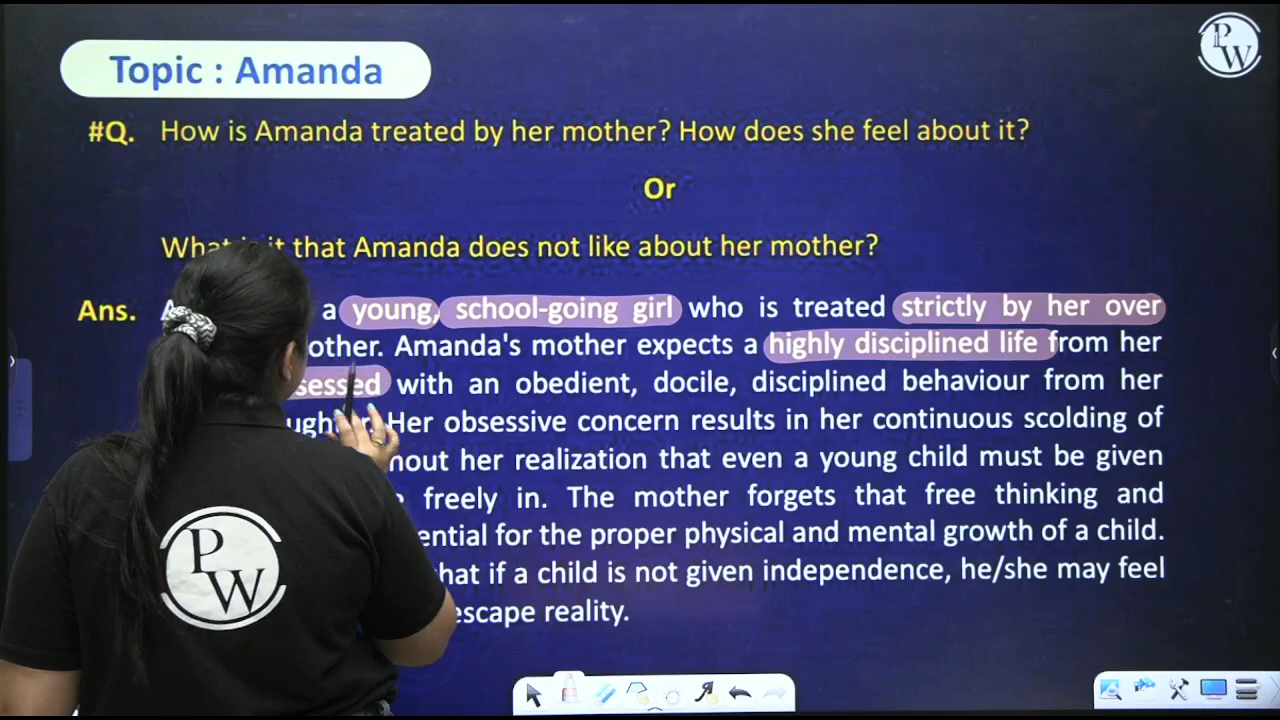 Topic : Amanda
PW
#Q. How is Amanda treated by her mother? How does she feel about it?
Or
What is it that Amanda does not like about her mother?
Ans. a young, school-going girl who is treated strictly by her over
Amanda's mother expects a highly disciplined life from her
with an obedient, docile, disciplined behaviour from her
Her obsessive concern results in her continuous scolding of
her realization that even a young child must be given
freely in. The mother forgets that free thinking and
for the proper physical and mental growth of a child.
that if a child is not given independence, he/she may feel
escape reality.
PW